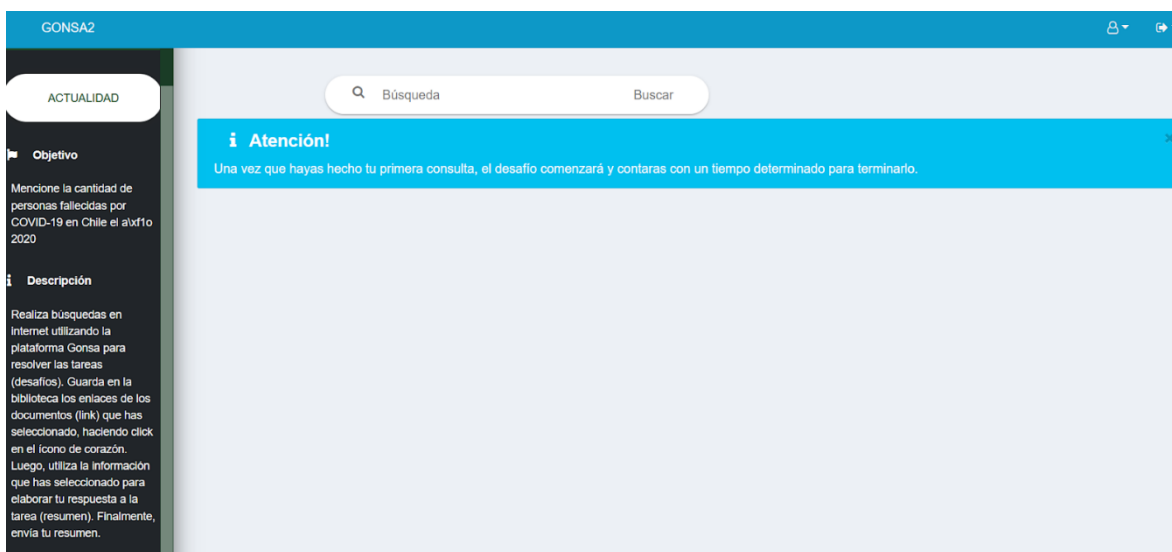 GONSA2
ACTUALIDAD
Objetivo
Mencione la cantidad de
personas fallecidas por
COVID-19 en Chile el a\xf1o
2020
Descripción
Realiza búsquedas en
internet utilizando la
plataforma Gonsa para
resolver las tareas
(desafíos). Guarda en la
biblioteca los enlaces de los
documentos (link) que has
seleccionado, haciendo click
en el ícono de corazón.
Luego, utiliza la información
que has seleccionado para
elaborar tu respuesta a la
tarea (resumen). Finalmente,
envía tu resumen.
Búsqueda Buscar
Atención!
Una vez que hayas hecho tu primera consulta, el desafío comenzará y contaras con un tiempo determinado para terminarlo.